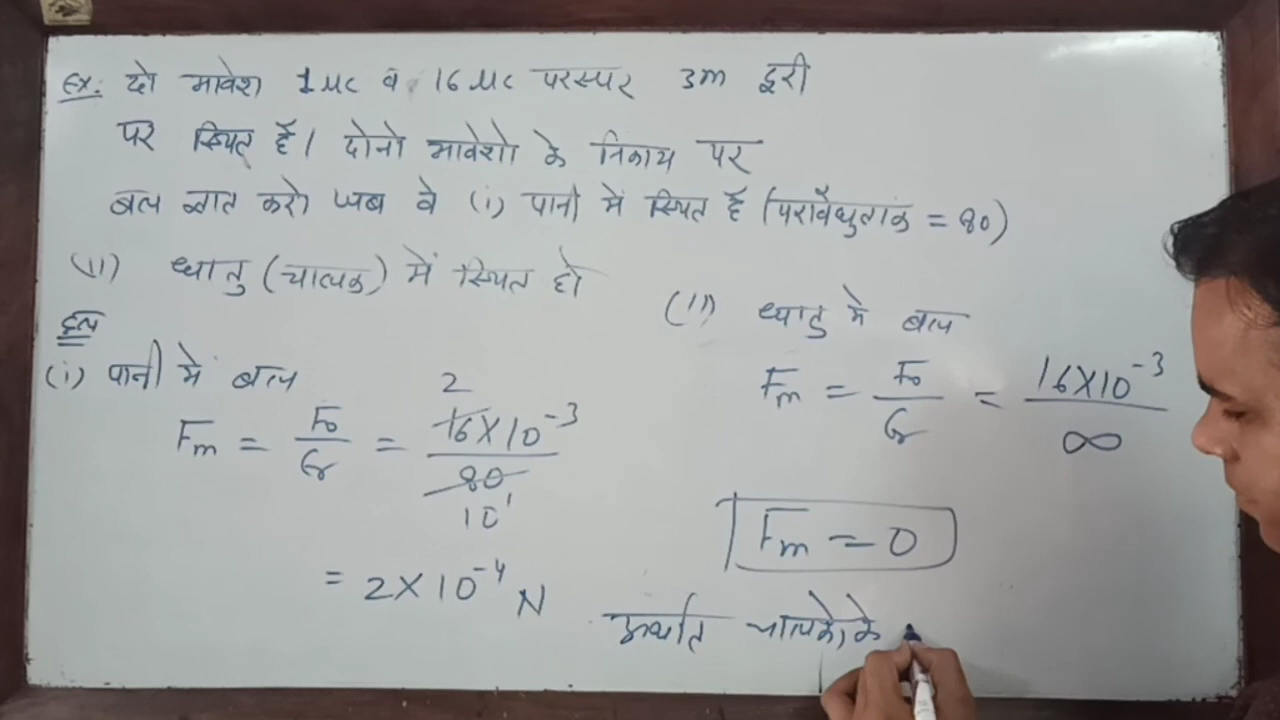 Ex: दो आवेश 1μc व 16μc परस्पर 3m दूरी
पर स्थित हैं। दोनो आवेशो के निकाय पर
बल ज्ञात करो जब वे (i) पानी में स्थित हैं (परावैधुतांक = 80)
(ii) धातु (चालक) में स्थित हो
हल
(i) पानी में बल
Fm = F₀/εr = 16×10⁻³/80
2
10
= 2×10⁻⁴ N
(ii) धातु में बल
Fm = F₀/εr = 16×10⁻³/∞
Fm = 0
अर्थात चालको के